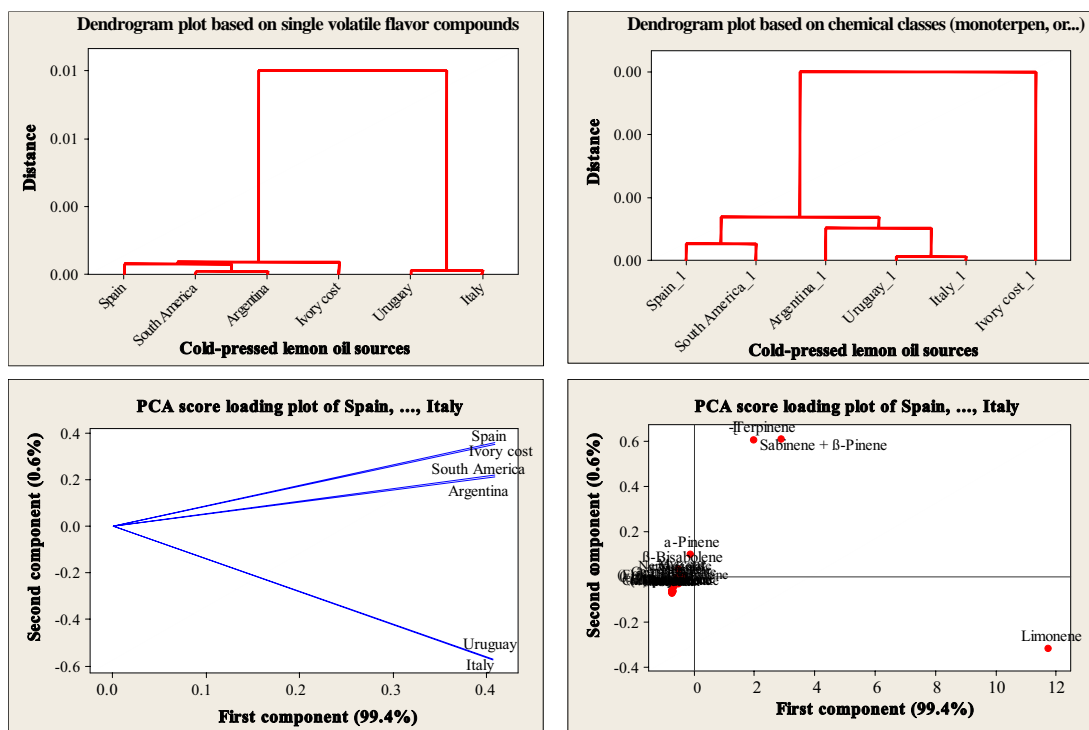 Dendrogram plot based on single volatile flavor compounds
0.01
0.01
0.00
0.00
Distance
Spain
South America
Argentina
Ivory cost
Uruguay
Italy
Cold-pressed lemon oil sources
Dendrogram plot based on chemical classes (monoterpen, or...)
0.00
0.00
0.00
0.00
Distance
Spain_1
South America_1
Argentina_1
Uruguay_1
Italy_1
Ivory cost_1
Cold-pressed lemon oil sources
PCA score loading plot of Spain, ..., Italy
0.4
0.2
0.0
-0.2
-0.4
-0.6
Second component (0.6%)
Spain
Ivory cost
South America
Argentina
Uruguay
Italy
0.0 0.1 0.2 0.3 0.4
First component (99.4%)
PCA score loading plot of Spain, ..., Italy
0.6
0.4
0.2
0
-0.2
-0.4
Second component (0.6%)
Terpinene
Sabinene + ß-Pinene
a-Pinene
ß-Bisabolene
Limonene
0 2 4 6 8 10 12
First component (99.4%)